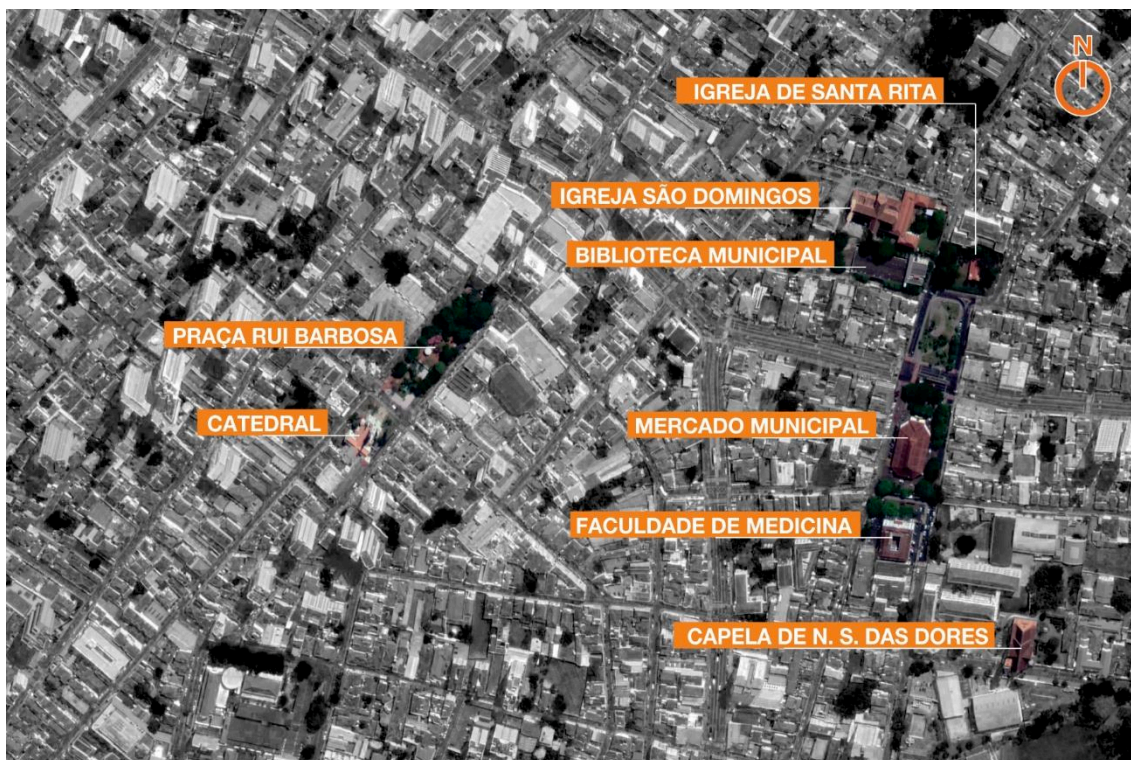 N
IGREJA DE SANTA RITA
IGREJA SÃO DOMINGOS
BIBLIOTECA MUNICIPAL
PRAÇA RUI BARBOSA
CATEDRAL
MERCADO MUNICIPAL
FACULDADE DE MEDICINA
CAPELA DE N. S. DAS DORES